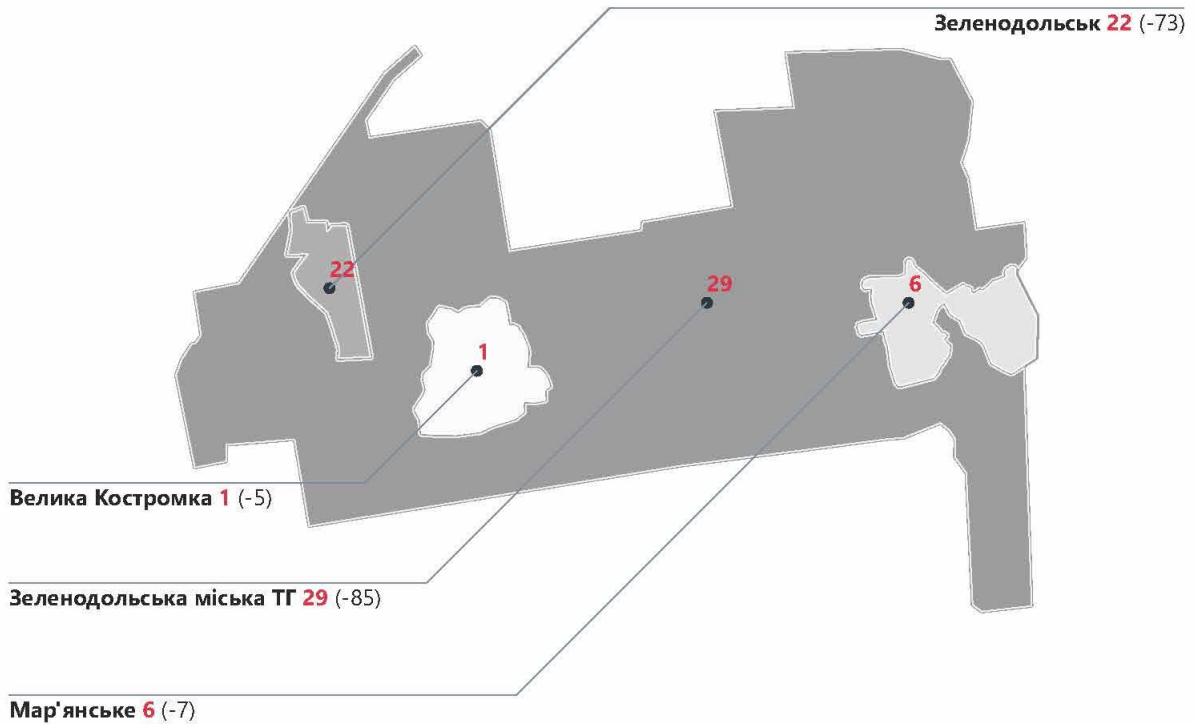 Зеленодольськ 22 (-73)
22
29
6
1
Велика Костромка 1 (-5)
Зеленодольська міська ТГ 29 (-85)
Мар'янське 6 (-7)